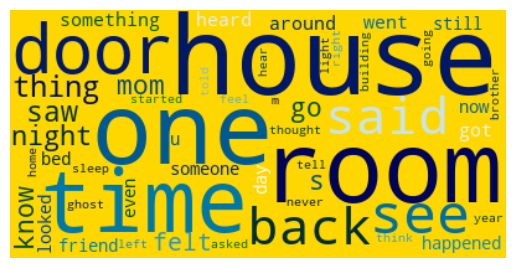 something heard around went still
door house
thing mom
light right building going
hear told
saw started feel m go said now brother
night one thought got
u room
home bed sleep someone day tell
know time s never
looked ghost even back see year
friend left felt asked think happened